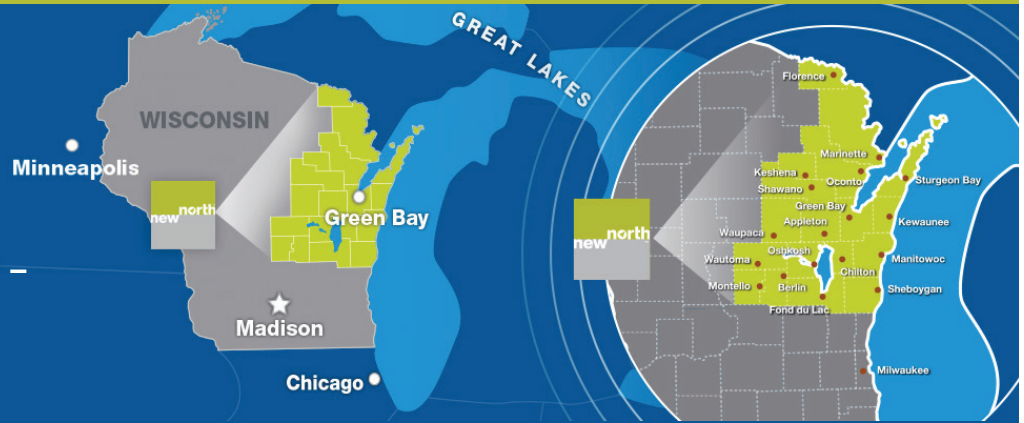 GREAT LAKES
WISCONSIN
Minneapolis
new north
Green Bay
Madison
Chicago
Florence
Marinette
Keshena
Oconto
Shawano
Sturgeon Bay
Green Bay
Appleton
Kewaunee
Waupaca
new north
Oshkosh
Wautoma
Manitowoc
Chilton
Montello
Berlin
Sheboygan
Fond du Lac
Milwaukee